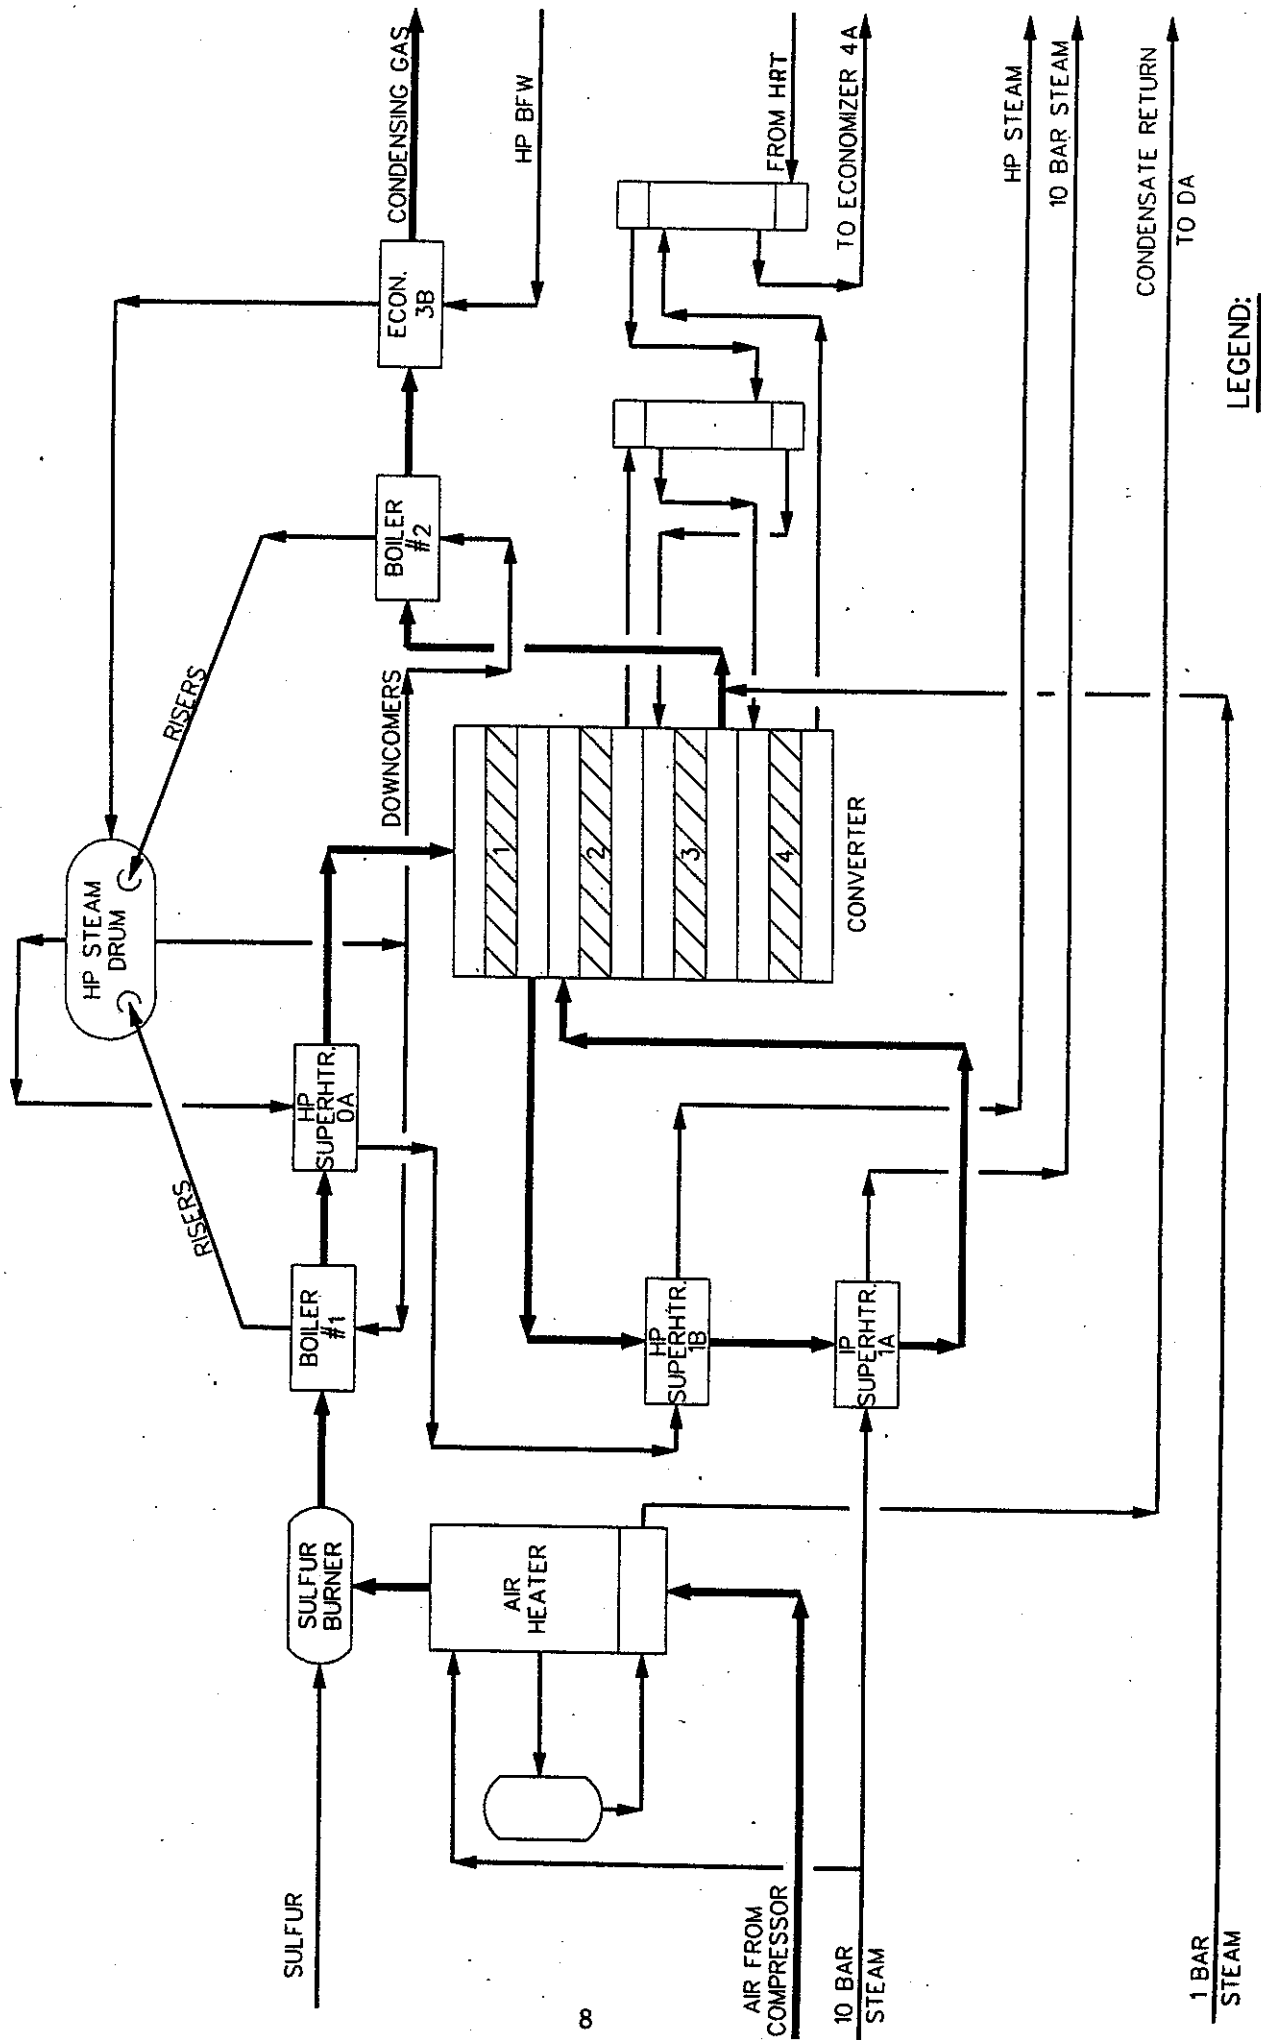 SULFUR
SULFUR
BURNER
BOILER
#1
RISERS
HP
SUPERHTR.
0A
HP STEAM
DRUM
RISERS
DOWNCOMERS
BOILER
#2
ECON.
3B
CONDENSING GAS
HP BFW
AIR
HEATER
1
2
3
4
CONVERTER
HP
SUPERHTR.
1B
IP
SUPERHTR.
1A
FROM HRT
TO ECONOMIZER 4A
HP STEAM
10 BAR STEAM
CONDENSATE RETURN
TO DA
AIR FROM
COMPRESSOR
10 BAR
STEAM
1 BAR
STEAM
LEGEND:
8